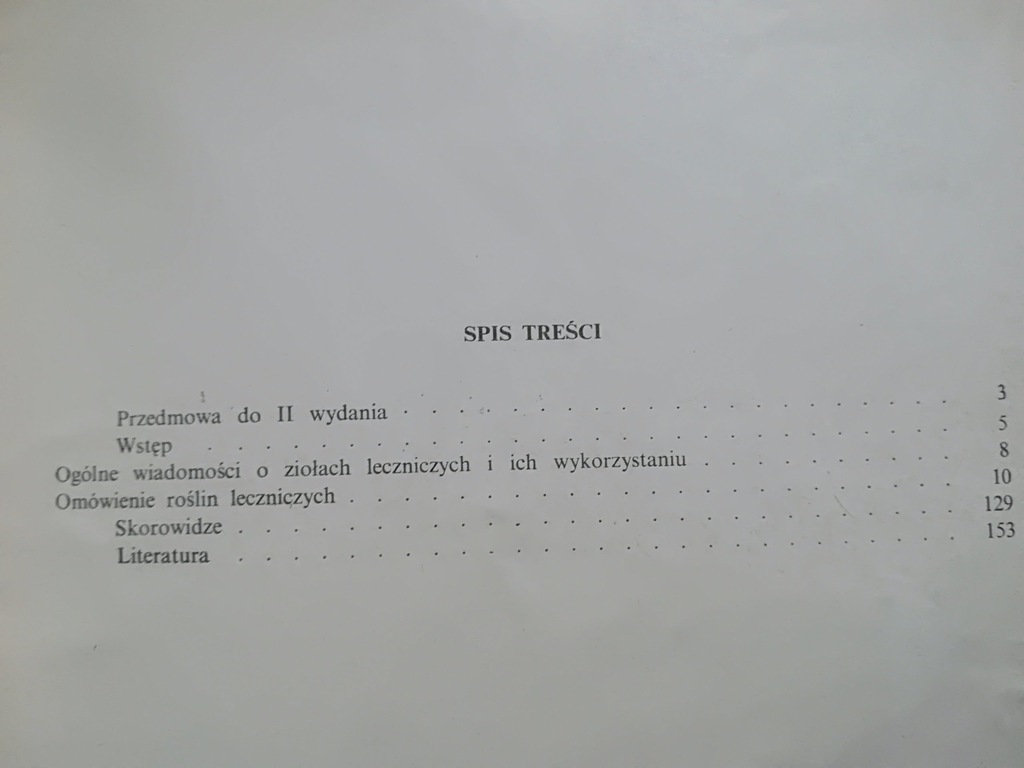 SPIS TREŚCI
Przedmowa do II wydania . . . . . . . . . . . . . . . . . . . . 3
Wstęp . . . . . . . . . . . . . . . . . . . . . . . . . . . 5
Ogólne wiadomości o ziołach leczniczych i ich wykorzystaniu . . . . . . . . . . 8
Omówienie roślin leczniczych . . . . . . . . . . . . . . . . . . . . . . 10
Skorowidze . . . . . . . . . . . . . . . . . . . . . . . . . . 129
Literatura . . . . . . . . . . . . . . . . . . . . . . . . . . 153